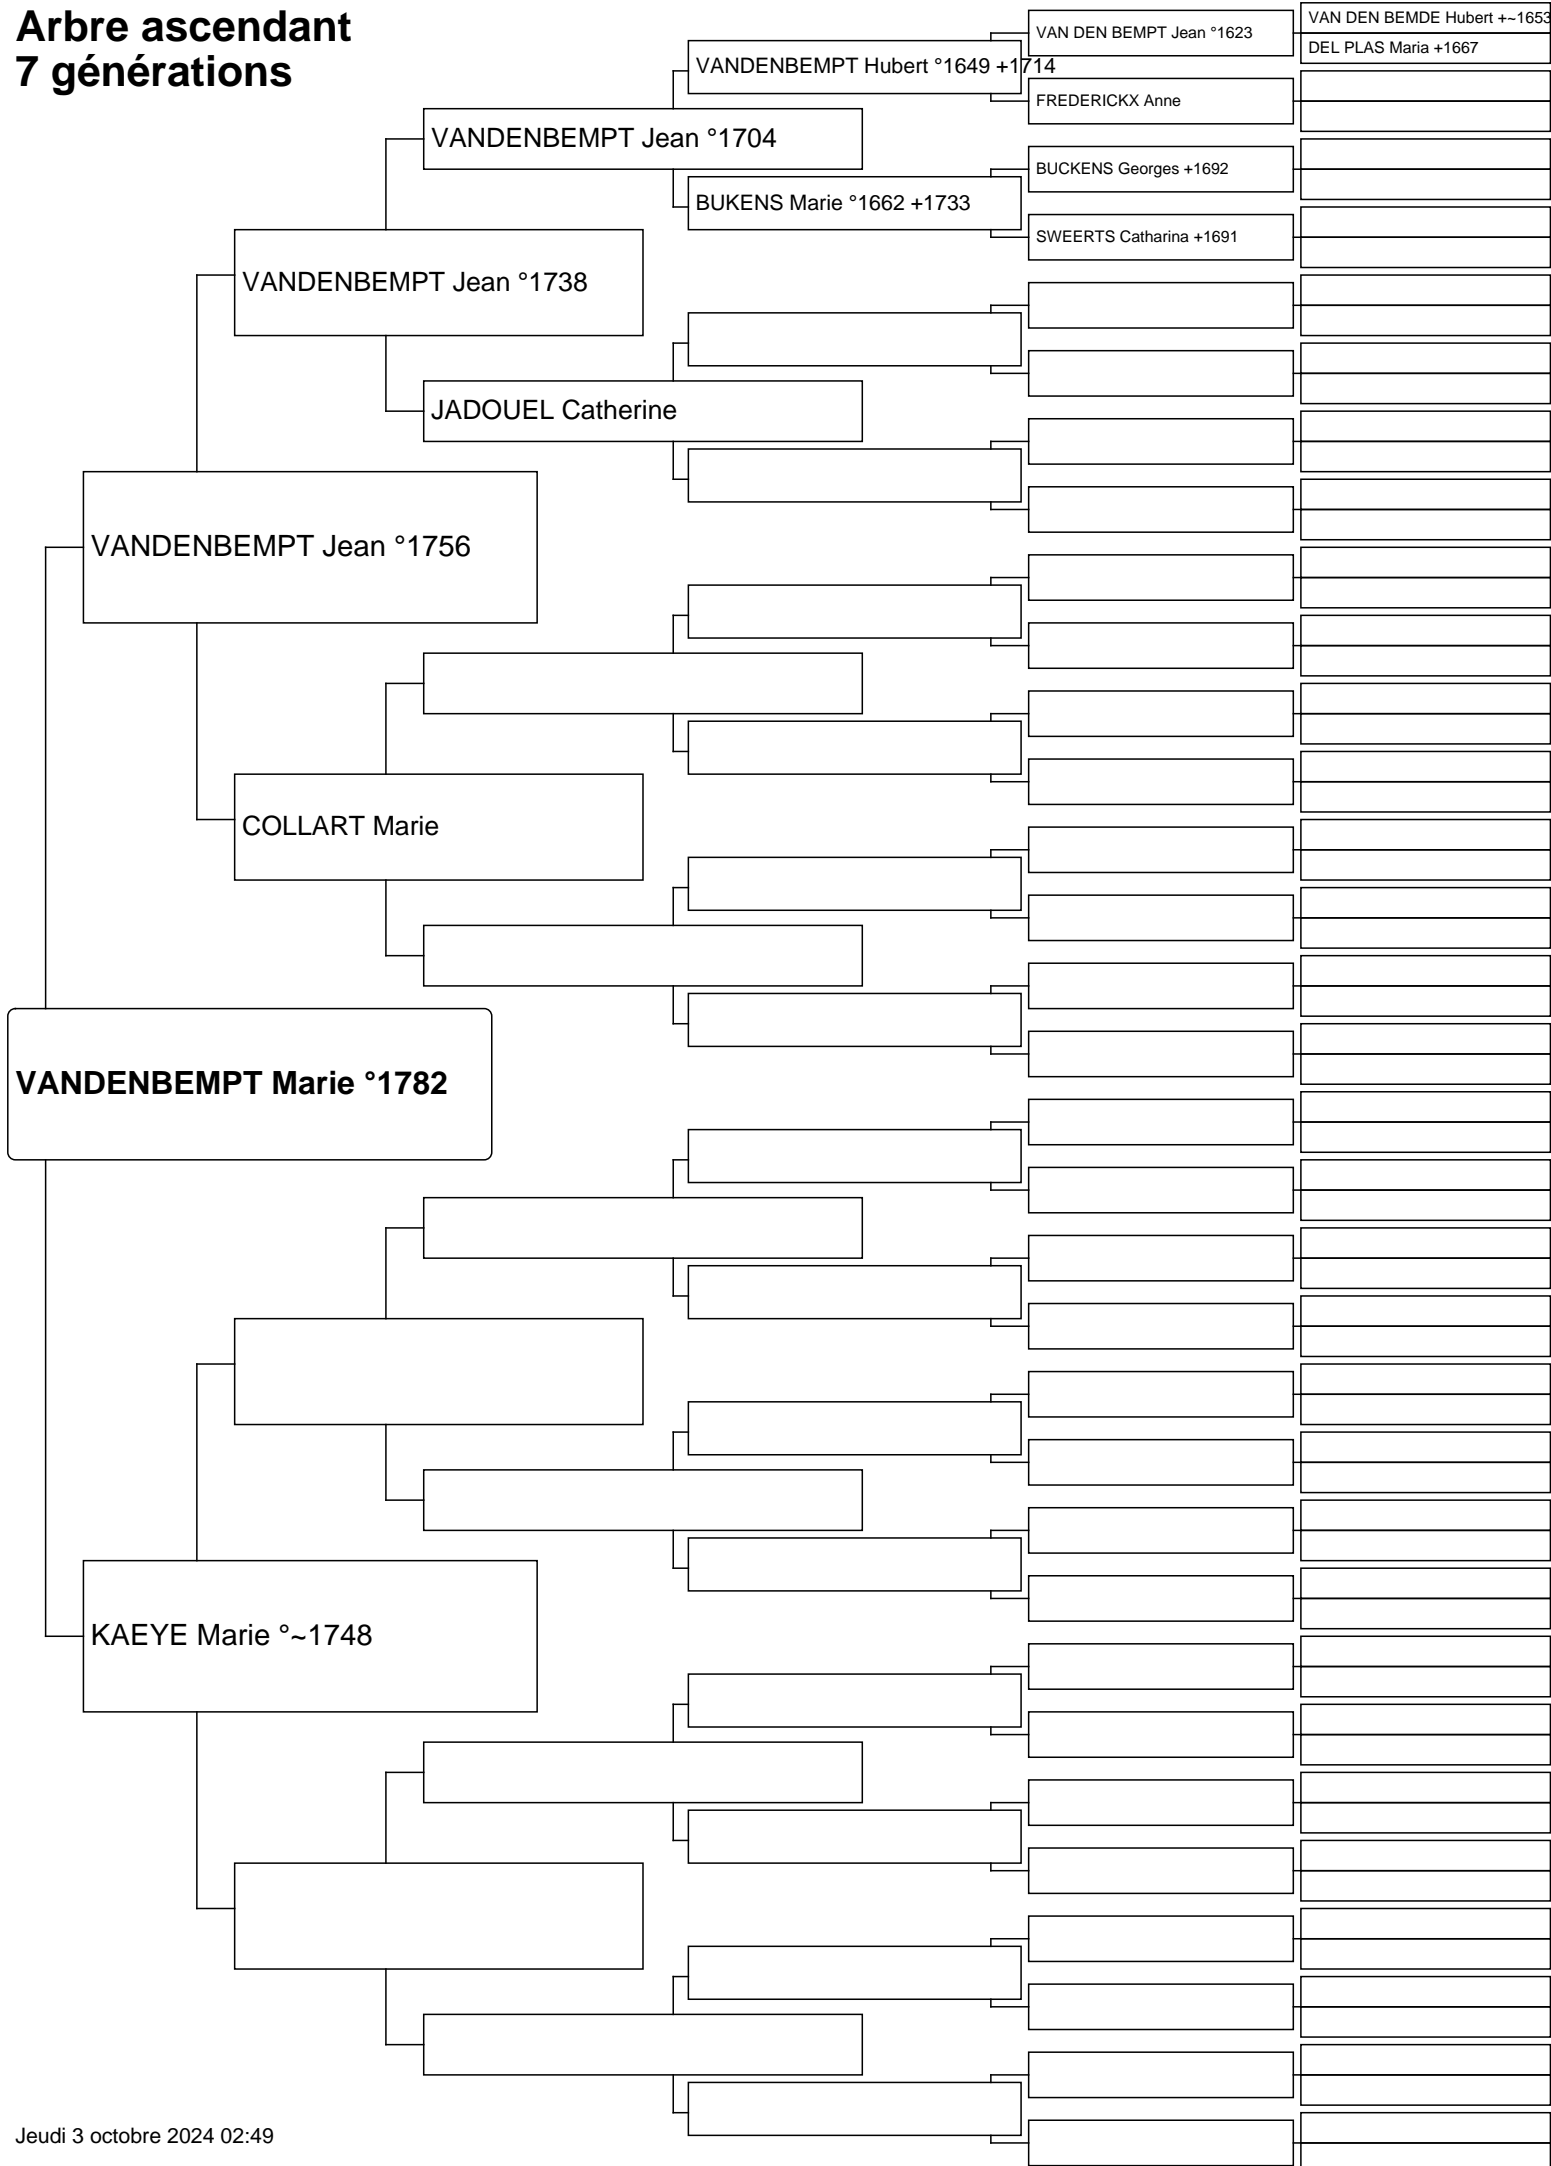 Arbre ascendant
7 générations
VAN DEN BEMDE Hubert +~1653
VAN DEN BEMPT Jean °1623
DEL PLAS Maria +1667
VANDENBEMPT Hubert °1649 +1714
FREDERICKX Anne
VANDENBEMPT Jean °1704
BUCKENS Georges +1692
BUKENS Marie °1662 +1733
SWEERTS Catharina +1691
VANDENBEMPT Jean °1738
JADOUEL Catherine
VANDENBEMPT Jean °1756
COLLART Marie
VANDENBEMPT Marie °1782
KAEYE Marie °~1748
Jeudi 3 octobre 2024 02:49